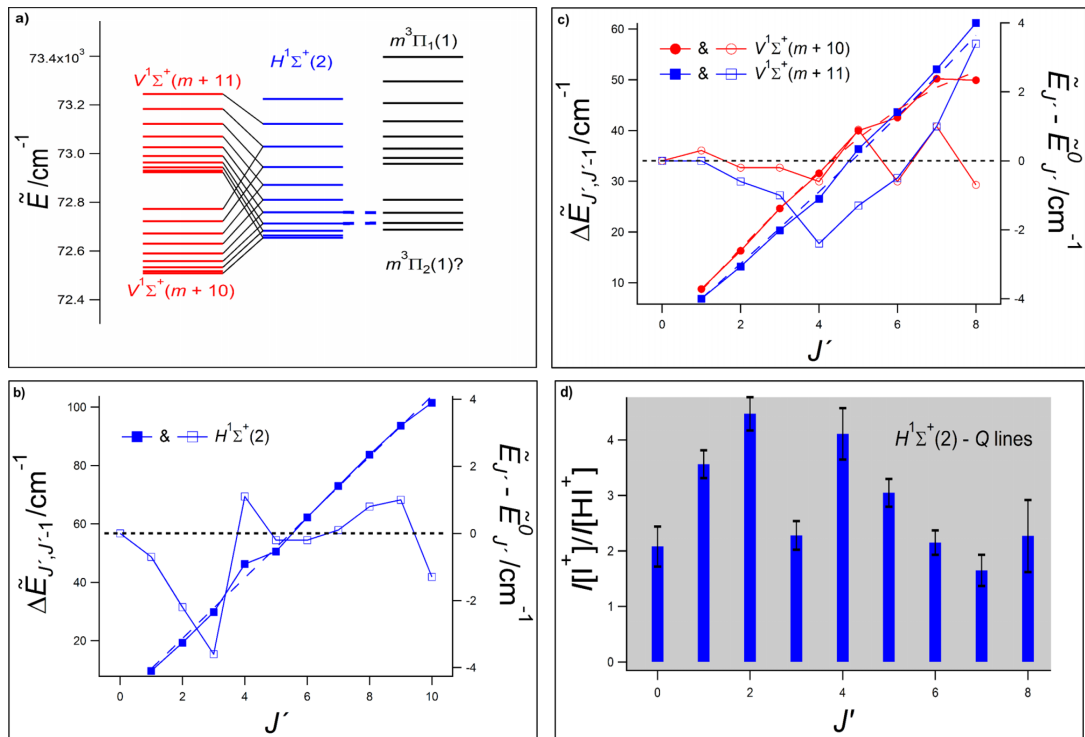 a)
m³Π₁(1)
H¹Σ⁺(2)
V¹Σ⁺(m + 11)
73.4x10³
73.2
73.0
72.8
72.6
72.4
Ẽ /cm⁻¹
m³Π₂(1)?
V¹Σ⁺(m + 10)
c)
& V¹Σ⁺(m + 10)
& V¹Σ⁺(m + 11)
60
50
40
30
20
10
ΔẼJ´,J´-1/cm⁻¹
4
2
0
-2
-4
ẼJ´ - Ẽ⁰J´ /cm⁻¹
0 2 4 6 8
J´
b)
& H¹Σ⁺(2)
100
80
60
40
20
ΔẼJ´,J´-1/cm⁻¹
4
2
0
-2
-4
ẼJ´ - Ẽ⁰J´ /cm⁻¹
0 2 4 6 8 10
J´
d)
H¹Σ⁺(2) - Q lines
4
3
2
1
0
I[I⁺]/I[HI⁺]
0 2 4 6 8
J'